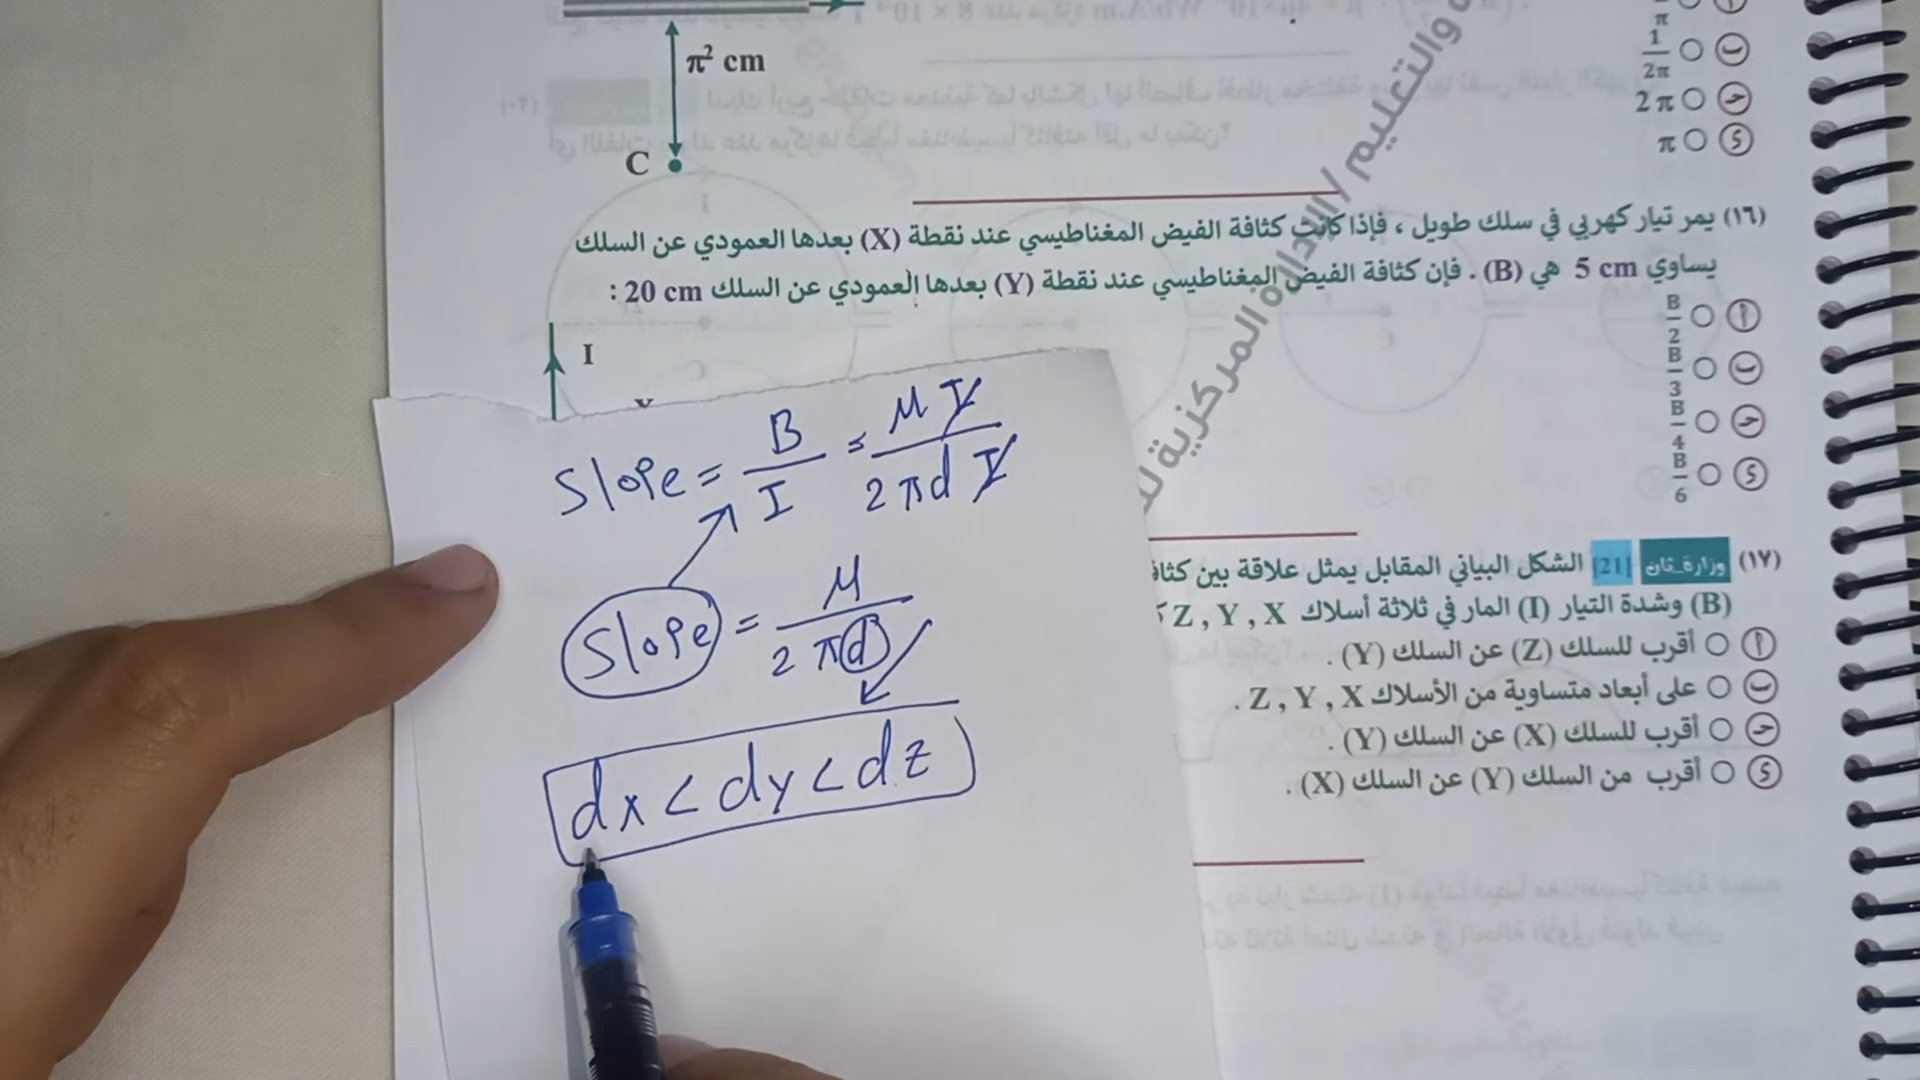 π² cm
C
π
ب 1/2π
ج 2π
د π
والتعليم / الإدارة المركزية
(١٦) يمر تيار كهربي في سلك طويل ، فإذا كانت كثافة الفيض المغناطيسي عند نقطة (X) بعدها العمودي عن السلك
يساوي 5 cm هي (B) . فإن كثافة الفيض المغناطيسي عند نقطة (Y) بعدها العمودي عن السلك 20 cm :
أ B/2
ب B/3
ج B/4
د B/6
I
Slope = B/I = μI/2πdI
Slope = μ/2πd
dx < dy < dz
(١٧) وزارة_ثان [21] الشكل البياني المقابل يمثل علاقة بين
(B) وشدة التيار (I) المار في ثلاثة أسلاك Z , Y , X
أ أقرب للسلك (Z) عن السلك (Y) .
ب على أبعاد متساوية من الأسلاك Z , Y , X .
ج أقرب للسلك (X) عن السلك (Y) .
د أقرب من السلك (Y) عن السلك (X) .